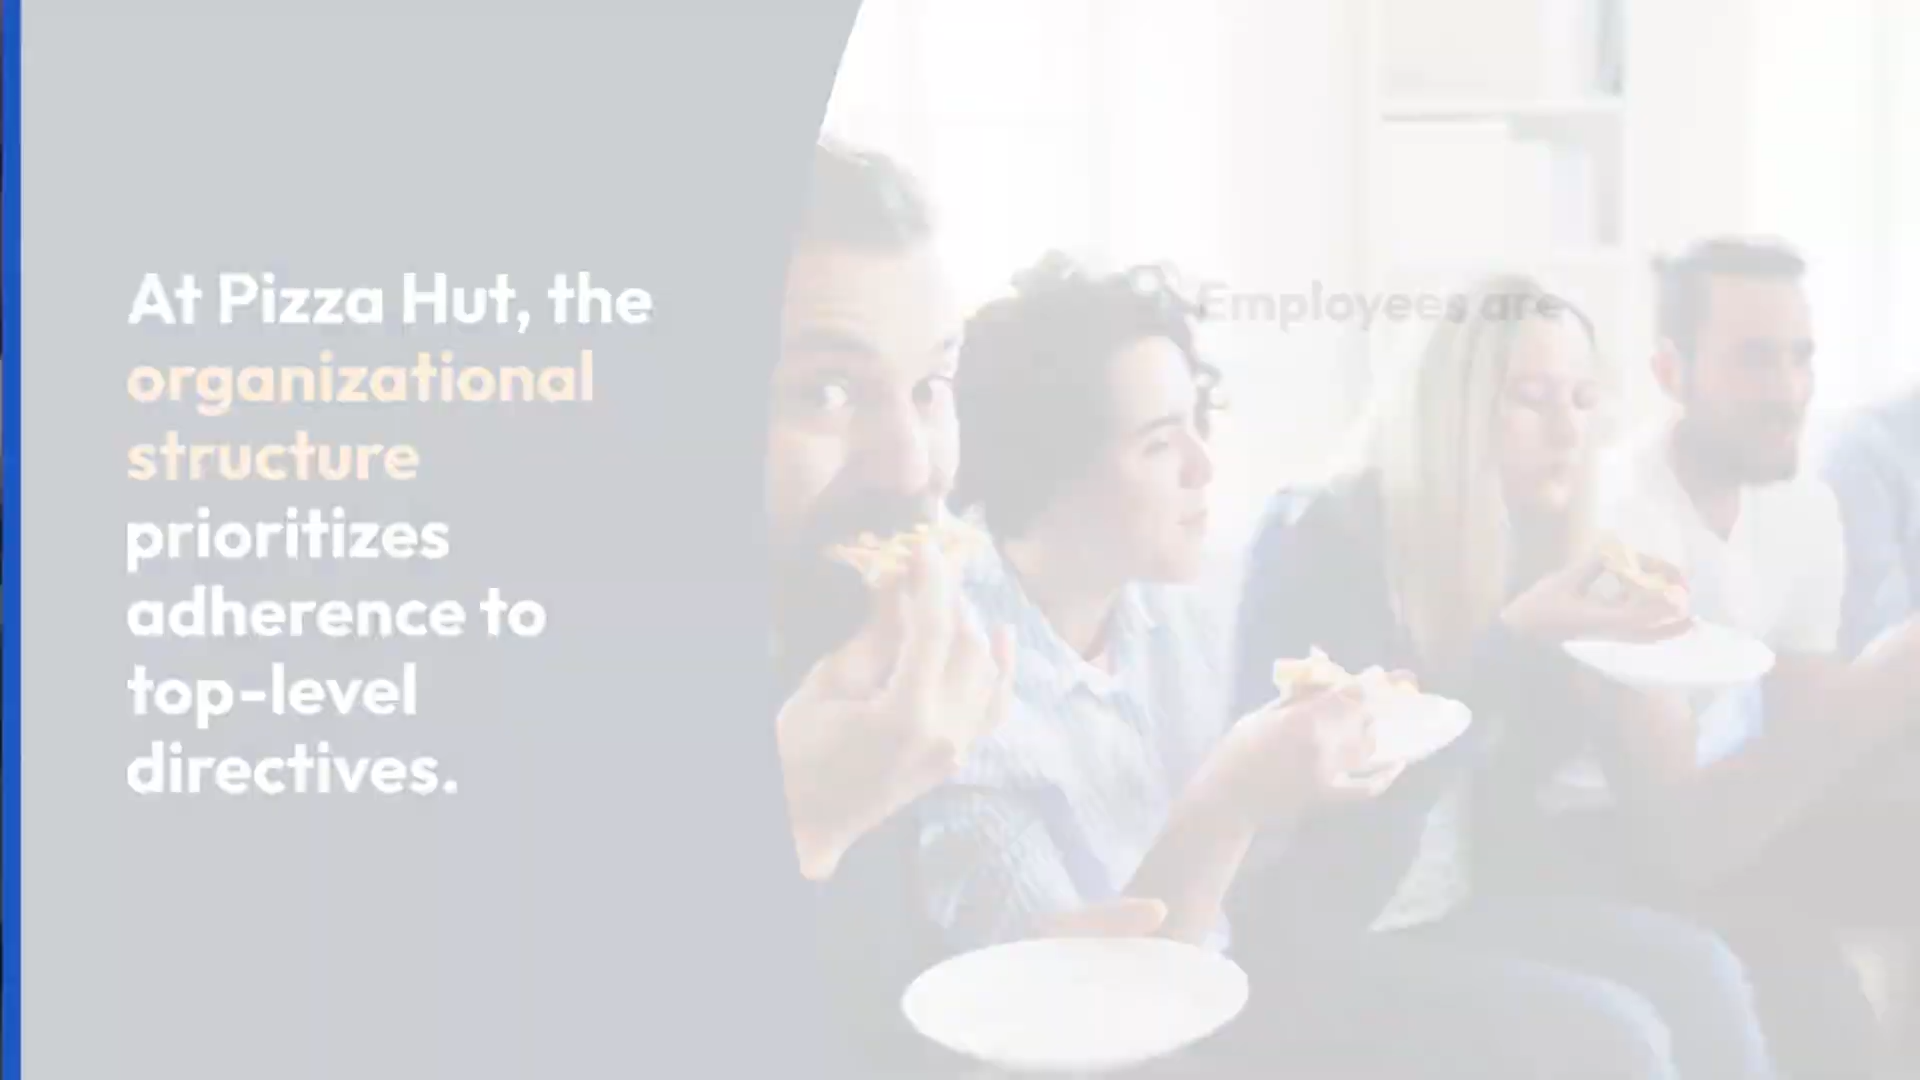 At Pizza Hut, the
organizational
structure
prioritizes
adherence to
top-level
directives.
Employees are